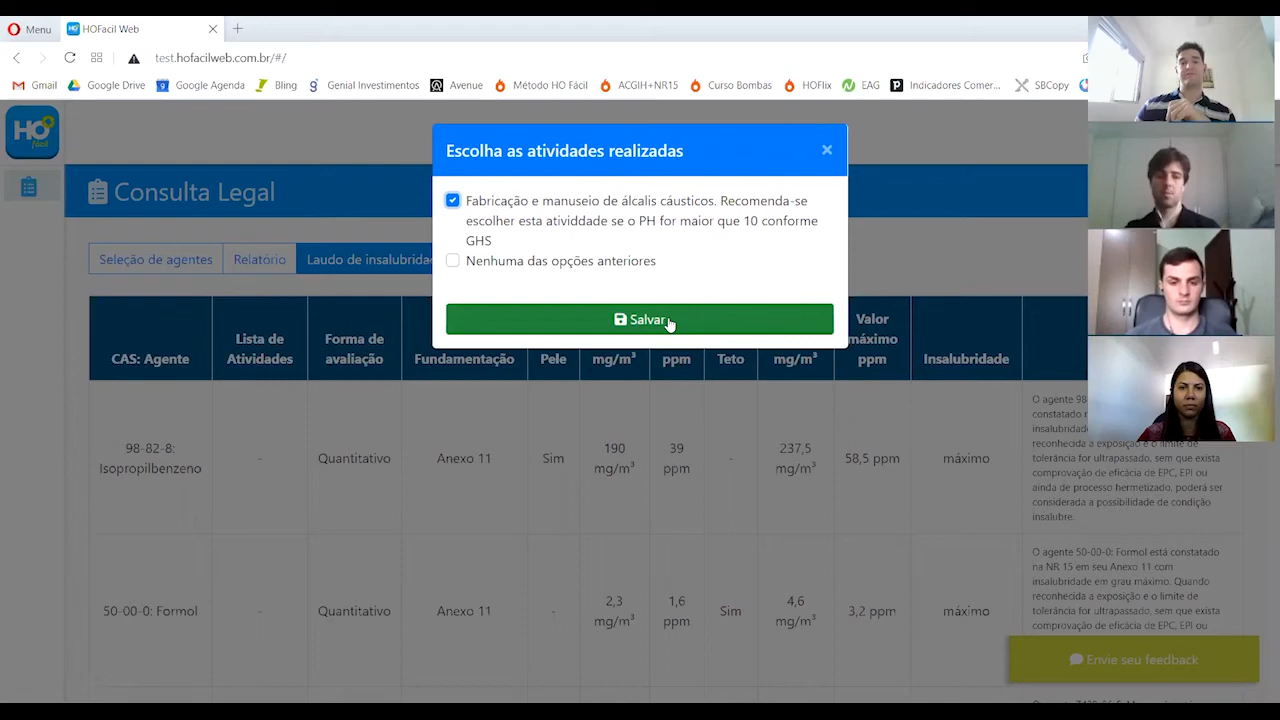 Menu
HOFacil Web
test.hofacilweb.com.br/#/
Gmail
Google Drive
Google Agenda
Bling
Genial Investimentos
Avenue
Método HO Fácil
ACGIH+NR15
Curso Bombas
HOFlix
EAG
Indicadores Comer...
SBCopy
HO
fácil
Consulta Legal
Escolha as atividades realizadas
Fabricação e manuseio de álcalis cáusticos. Recomenda-se
escolher esta atividdade se o PH for maior que 10 conforme
GHS
Nenhuma das opções anteriores
Salvar
Seleção de agentes
Relatório
Laudo de insalubridad
CAS: Agente
Lista de
Atividades
Forma de
avaliação
Fundamentação
Pele
mg/m³
ppm
Teto
mg/m³
Valor
máximo
ppm
Insalubridade
98-82-8:
Isopropilbenzeno
-
Quantitativo
Anexo 11
Sim
190
mg/m³
39
ppm
-
237,5
mg/m³
58,5 ppm
máximo
O agente 98
constatado n
insalubridade
reconhecida a exposição e o limite de
tolerância for ultrapassado, sem que exista
comprovação de eficácia de EPC, EPI ou
ainda de processo hermetizado, poderá ser
considerada a possibilidade de condição
insalubre.
50-00-0: Formol
-
Quantitativo
Anexo 11
-
2,3
mg/m³
1,6
ppm
Sim
4,6
mg/m³
3,2 ppm
máximo
O agente 50-00-0: Formol está constatado
na NR 15 em seu Anexo 11 com
insalubridade em grau máximo. Quando
reconhecida a exposição e o limite de
tolerância for ultrapassado, sem que exista
comprovação de eficácia de EPC, EPI ou
Envie seu feedback